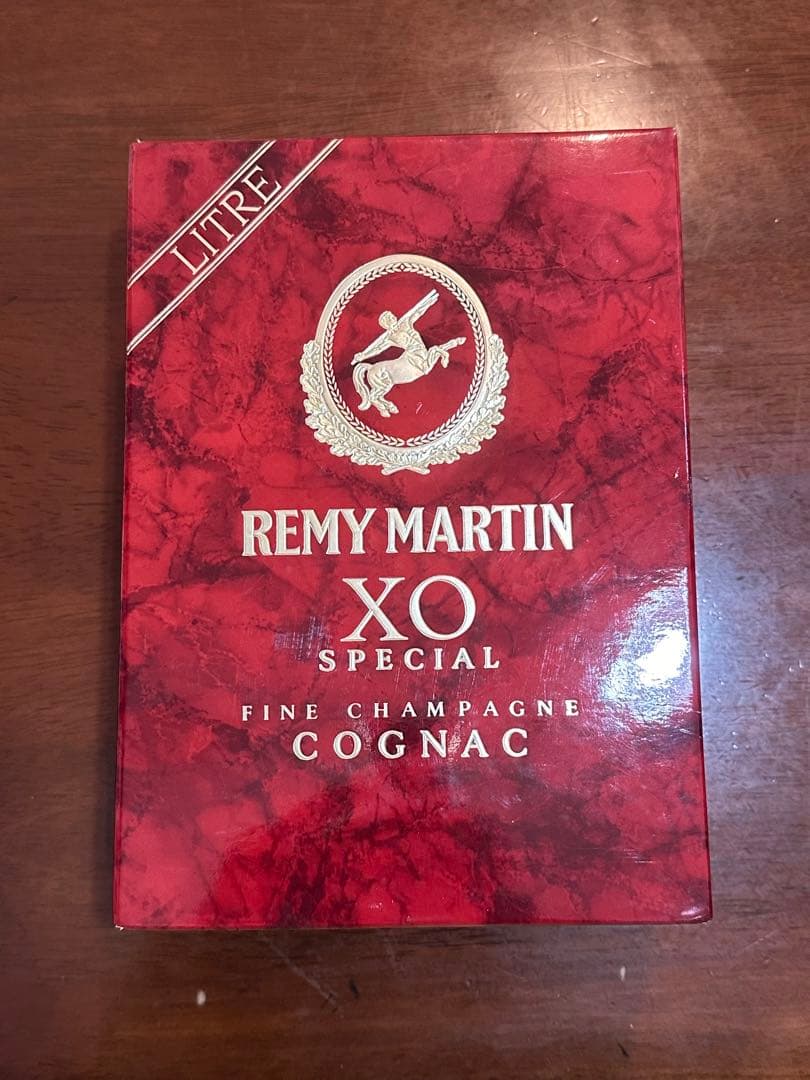 LITRE
REMY MARTIN
XO
SPECIAL
FINE CHAMPAGNE
COGNAC